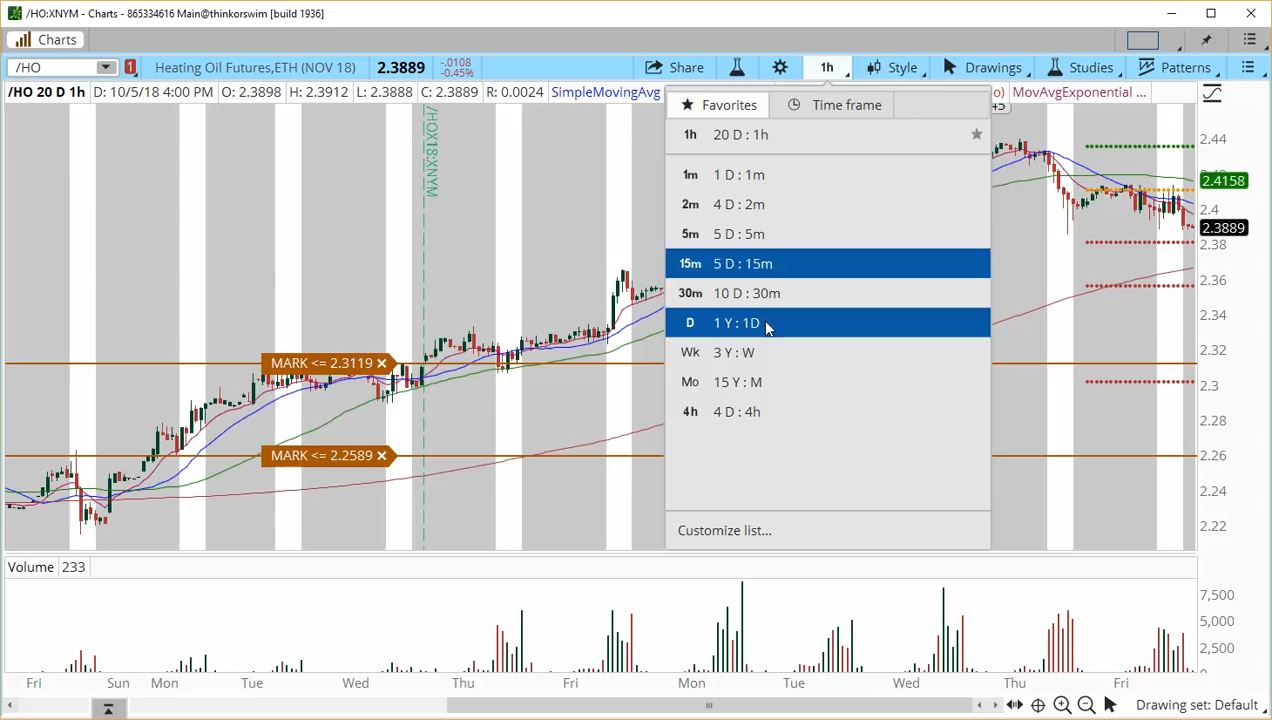 /HO:XNYM - Charts - 865334616 Main@thinkorswim [build 1936]
Charts
/HO 1 Heating Oil Futures,ETH (NOV 18) 2.3889 -.0108 -0.45% Share 1h Style Drawings Studies Patterns
/HO 20 D 1h D: 10/5/18 4:00 PM O: 2.3898 H: 2.3912 L: 2.3888 C: 2.3889 R: 0.0024 SimpleMovingAvg o) MovAvgExponential ...
Favorites Time frame
45
1h 20 D : 1h
1m 1 D : 1m
2m 4 D : 2m
5m 5 D : 5m
15m 5 D : 15m
30m 10 D : 30m
D 1 Y : 1D
Wk 3 Y : W
Mo 15 Y : M
4h 4 D : 4h
Customize list...
/HOX18:XNYM
MARK <= 2.3119 ×
MARK <= 2.2589 ×
2.44
2.4158
2.4
2.3889
2.38
2.36
2.34
2.32
2.3
2.28
2.26
2.24
2.22
Volume 233
7,500
5,000
2,500
Fri Sun Mon Tue Wed Thu Fri Mon Tue Wed Thu Fri
Drawing set: Default